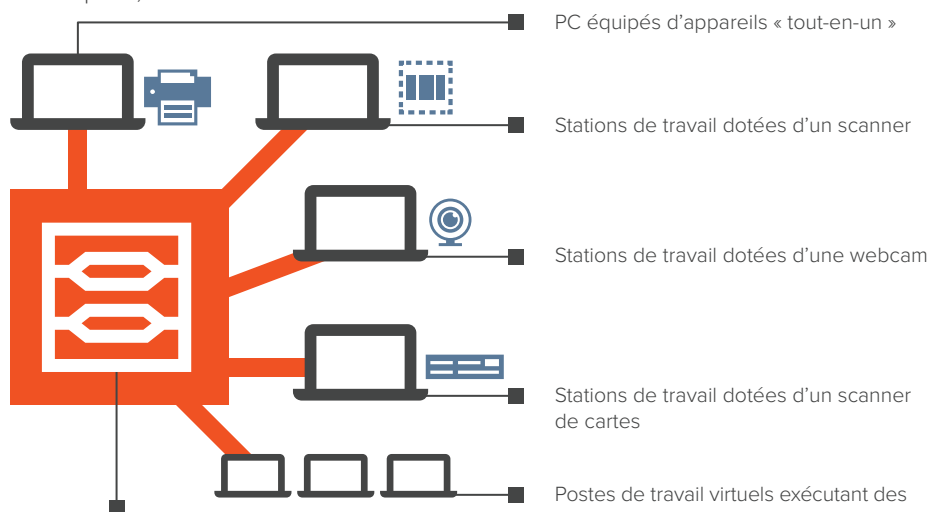 PC équipés d’appareils « tout-en-un »
Stations de travail dotées d’un scanner
Stations de travail dotées d’une webcam
Stations de travail dotées d’un scanner
de cartes
Postes de travail virtuels exécutant des